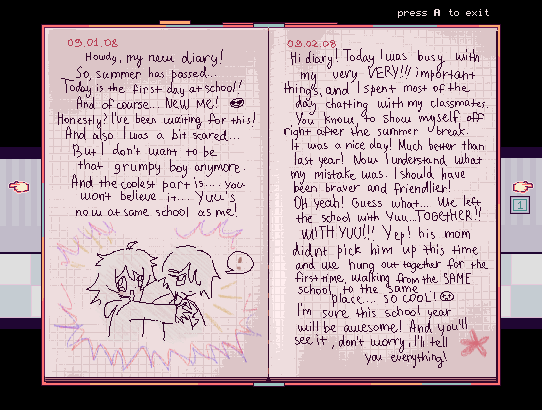 press A to exit
09.01.08
Howdy, my new diary!
So, summer has passed...
Today is the first day at school!
And of course... NEW ME!
Honestly? I've been waiting for this!
And also I was a bit scared...
But I don't want to be
that grumpy boy anymore.
And the coolest part is.... you
won't believe it.... Yuu's
now at same school as me!
09.02.08
Hi diary! Today I was busy with
my very VERY!!! important
things, and I spent most of the
day chatting with my classmates.
You know, to show myself off
right after the summer break.
It was a nice day! Much better than
last year! Now I understand what
my mistake was. I should have
been braver and friendlier!
OH yeah! Guess what... We left
the school with Yuu...TOGETHER!!
WITH YUU!!! Yep! his mom
didnt pick him up this time
and we hung out together for the
first time, walking from the SAME
school to the same
place... SO COOL!
I'm sure this school year
will be awesome! And you'll
see it, don't worry, I'll tell
you everything!
1